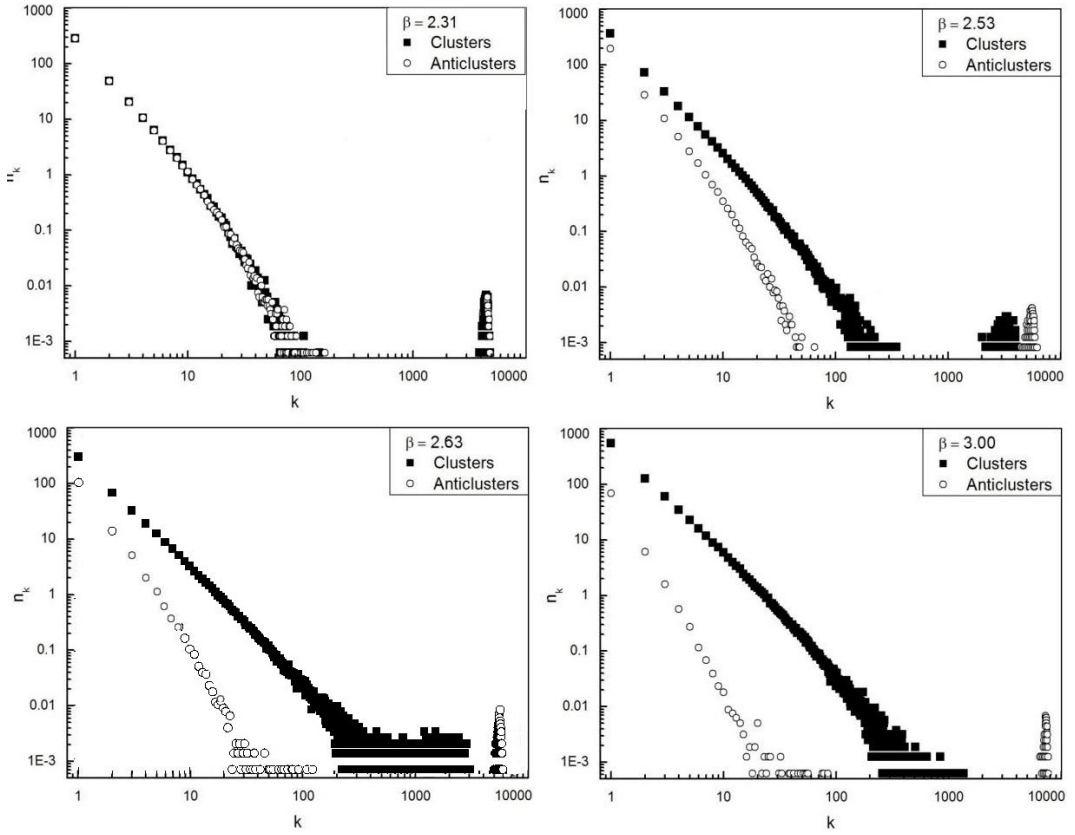 β = 2.31
Clusters
Anticlusters
1000
100
10
1
0.1
0.01
1E-3
n_k
1
10
100
1000
10000
k
β = 2.53
Clusters
Anticlusters
1000
100
10
1
0.1
0.01
1E-3
n_k
1
10
100
1000
10000
k
β = 2.63
Clusters
Anticlusters
1000
100
10
1
0.1
0.01
1E-3
n_k
1
10
100
1000
10000
k
β = 3.00
Clusters
Anticlusters
1000
100
10
1
0.1
0.01
1E-3
n_k
1
10
100
1000
10000
k